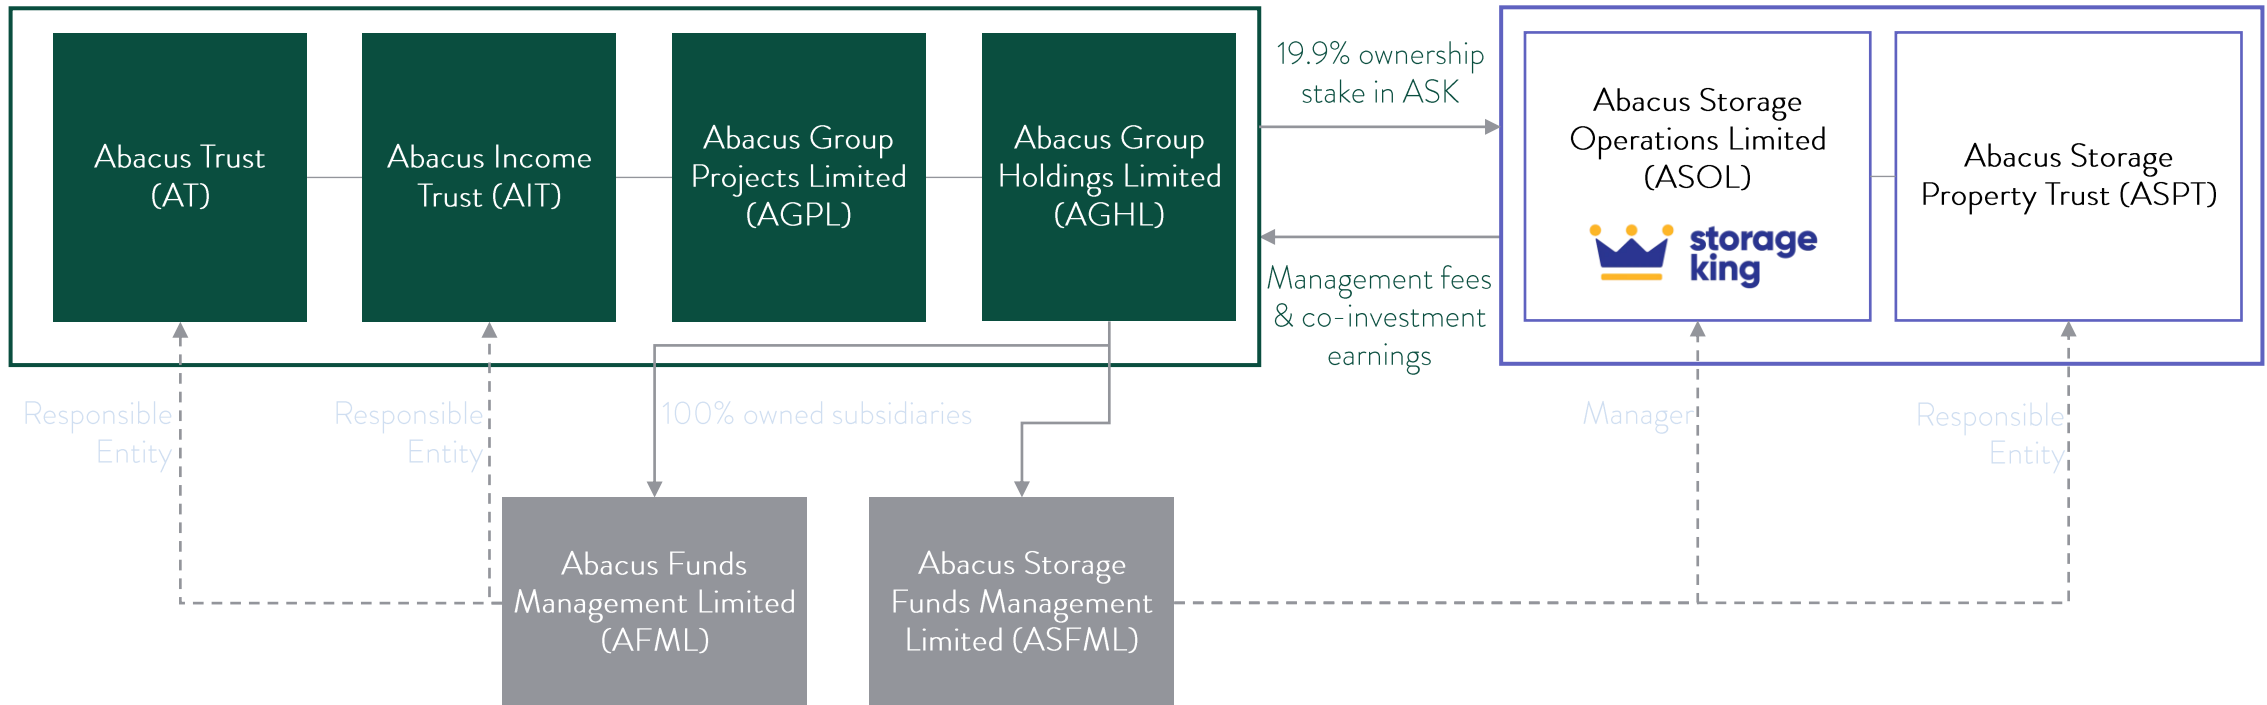 Abacus Trust
(AT)
Abacus Income
Trust (AIT)
Abacus Group
Projects Limited
(AGPL)
Abacus Group
Holdings Limited
(AGHL)
19.9% ownership
stake in ASK
Management fees
& co-investment
earnings
Abacus Storage
Operations Limited
(ASOL)
storage
king
Abacus Storage
Property Trust (ASPT)
Responsible
Entity
Responsible
Entity
100% owned subsidiaries
Manager
Responsible
Entity
Abacus Funds
Management Limited
(AFML)
Abacus Storage
Funds Management
Limited (ASFML)